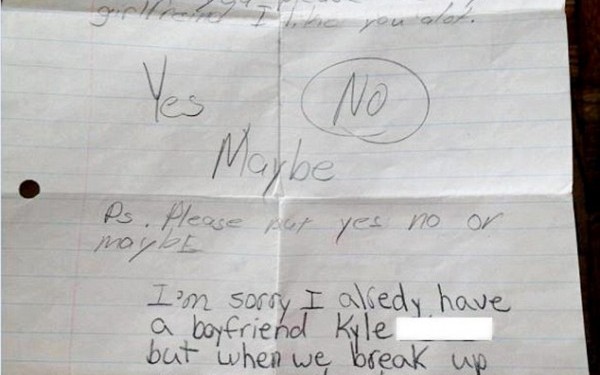 please
girlfriend I like you alot.
Yes
No
Maybe
Ps. Please put yes no or
maybE
I'm sorry I alredy have
a boyfriend Kyle
but when we break up